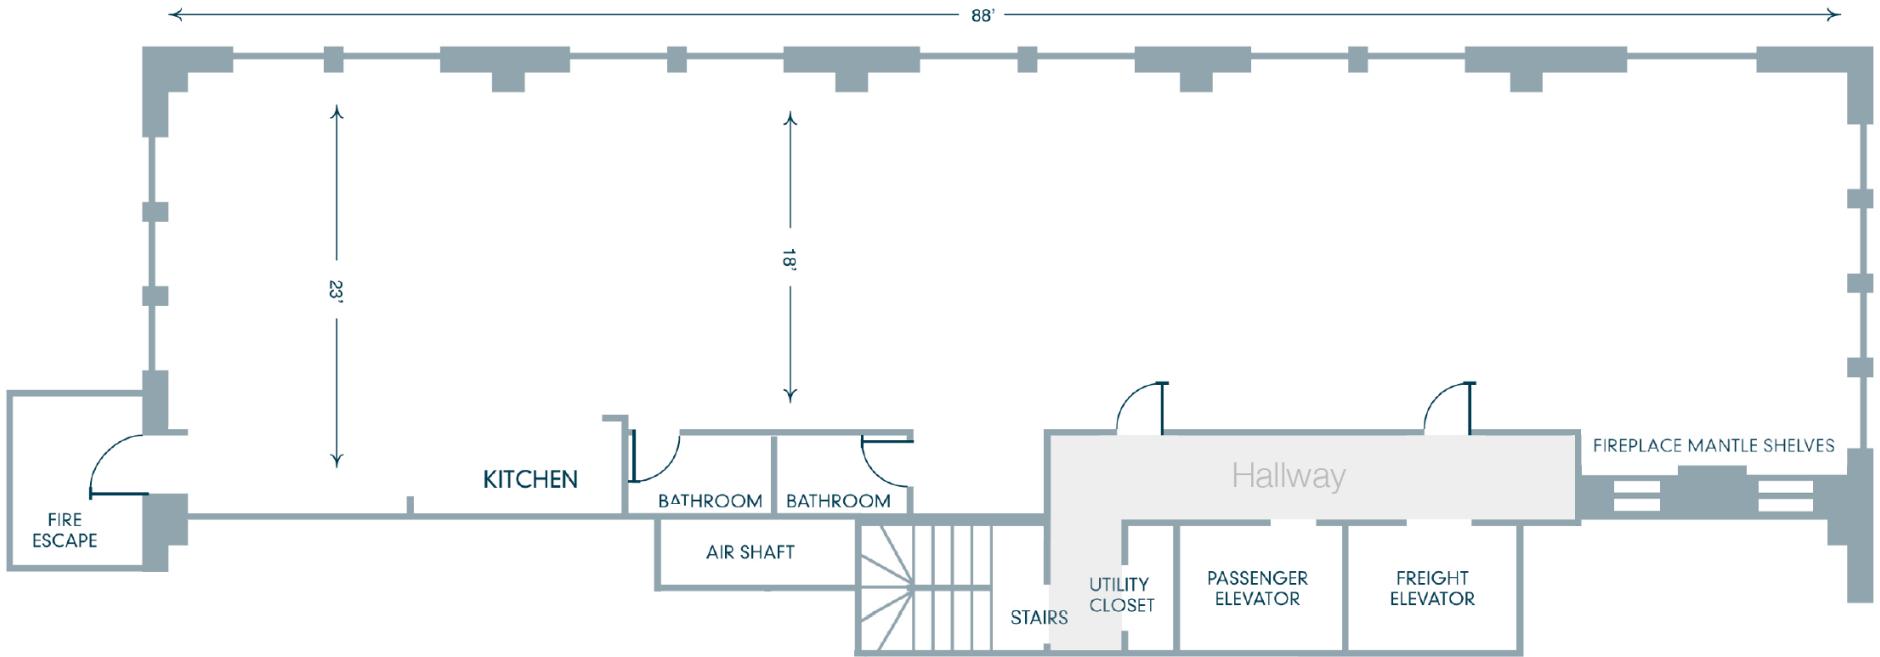 88'
23'
18'
FIREPLACE MANTLE SHELVES
Hallway
KITCHEN
BATHROOM
BATHROOM
FIRE
ESCAPE
AIR SHAFT
STAIRS
UTILITY
CLOSET
PASSENGER
ELEVATOR
FREIGHT
ELEVATOR